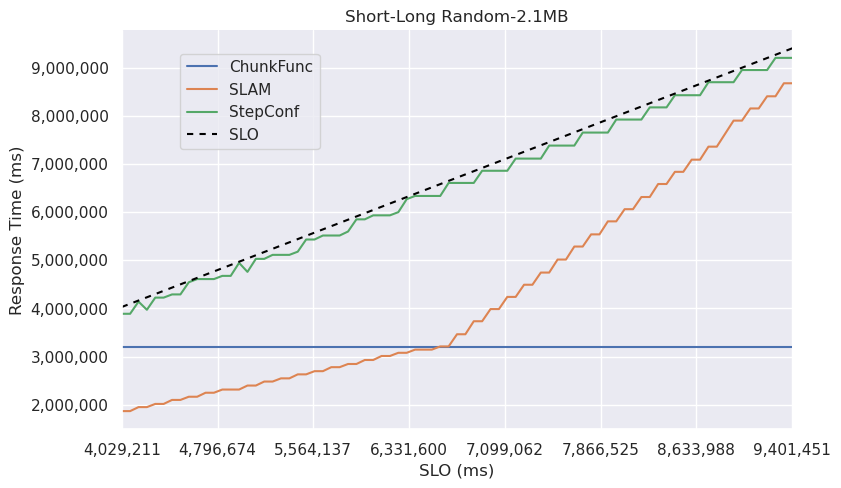 Short-Long Random-2.1MB
ChunkFunc
SLAM
StepConf
SLO
Response Time (ms)
9,000,000
8,000,000
7,000,000
6,000,000
5,000,000
4,000,000
3,000,000
2,000,000
4,029,211 4,796,674 5,564,137 6,331,600 7,099,062 7,866,525 8,633,988 9,401,451
SLO (ms)